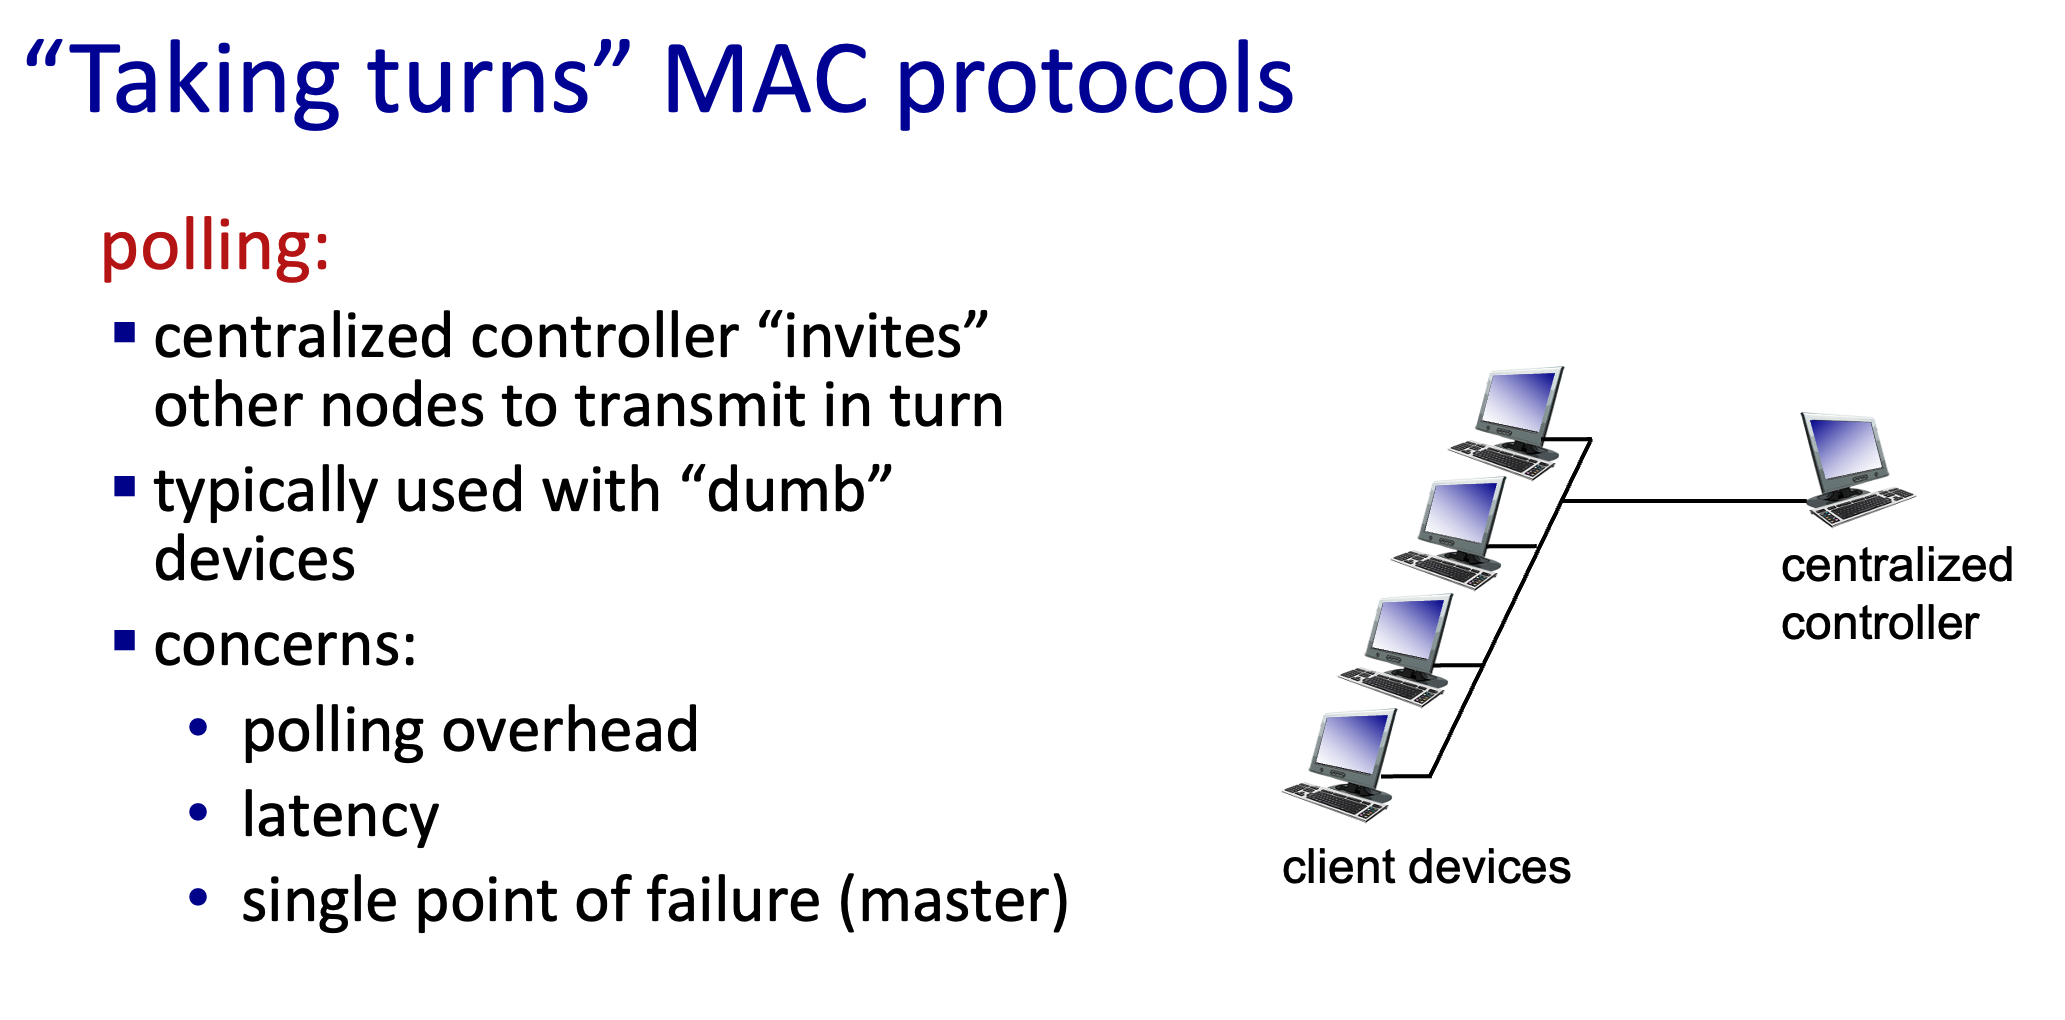 “Taking turns” MAC protocols
polling:
▪ centralized controller “invites”
other nodes to transmit in turn
▪ typically used with “dumb”
devices
▪ concerns:
• polling overhead
• latency
• single point of failure (master)
centralized
controller
client devices